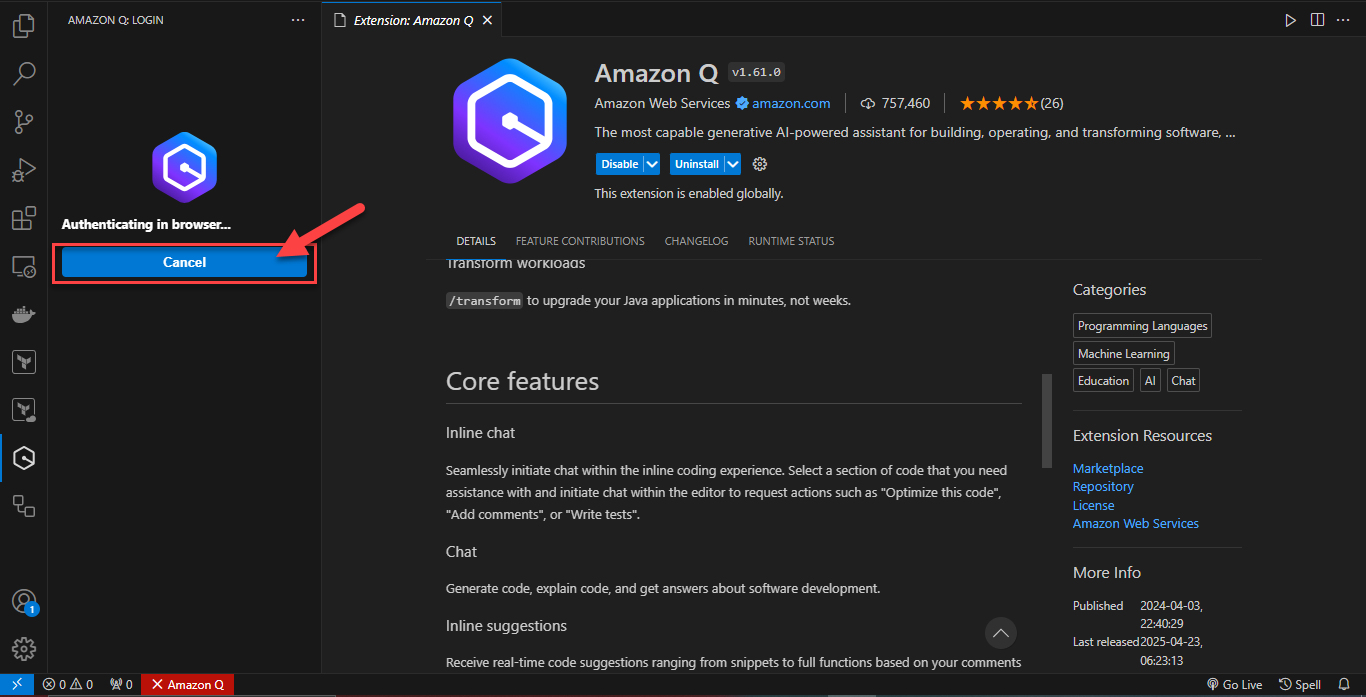 AMAZON Q: LOGIN
Authenticating in browser...
Cancel
1
Extension: Amazon Q
Amazon Q v1.61.0
Amazon Web Services amazon.com 757,460 (26)
The most capable generative AI-powered assistant for building, operating, and transforming software, ...
Disable Uninstall
This extension is enabled globally.
DETAILS FEATURE CONTRIBUTIONS CHANGELOG RUNTIME STATUS
Transform workloads
/transform to upgrade your Java applications in minutes, not weeks.
Core features
Inline chat
Seamlessly initiate chat within the inline coding experience. Select a section of code that you need
assistance with and initiate chat within the editor to request actions such as "Optimize this code",
"Add comments", or "Write tests".
Chat
Generate code, explain code, and get answers about software development.
Inline suggestions
Receive real-time code suggestions ranging from snippets to full functions based on your comments
Categories
Programming Languages
Machine Learning
Education AI Chat
Extension Resources
Marketplace
Repository
License
Amazon Web Services
More Info
Published 2024-04-03,
22:40:29
Last released 2025-04-23,
06:23:13
0 0 0 Amazon Q Go Live Spell